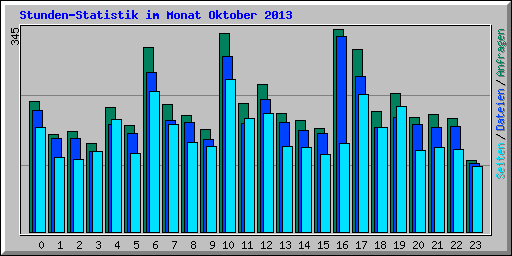 Stunden-Statistik im Monat Oktober 2013
345
Seiten / Dateien / Anfragen
0 1 2 3 4 5 6 7 8 9 10 11 12 13 14 15 16 17 18 19 20 21 22 23